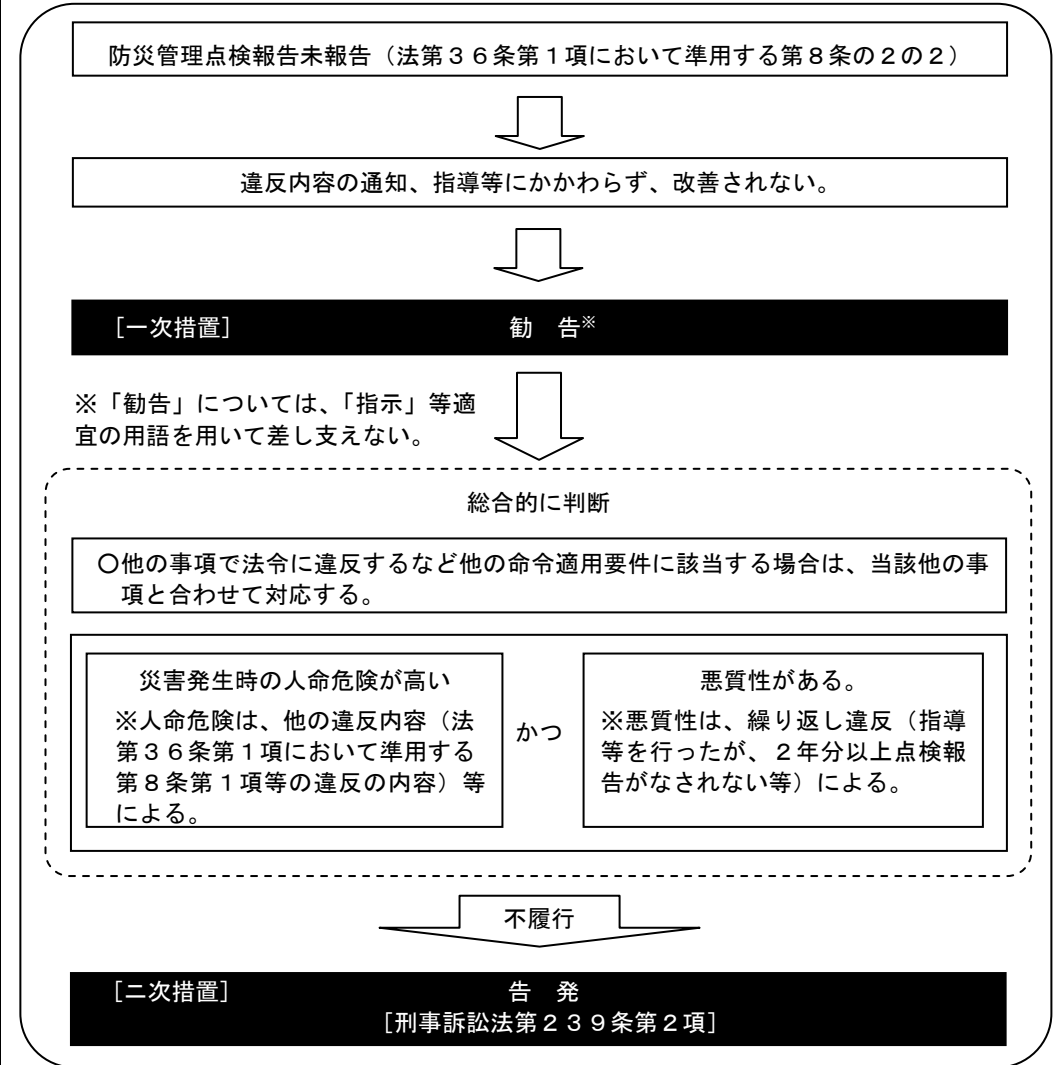 防災管理点検報告未報告（法第３６条第１項において準用する第８条の２の２）
違反内容の通知、指導等にかかわらず、改善されない。
［一次措置］ 勧　告※
※「勧告」については、「指示」等適
宜の用語を用いて差し支えない。
総合的に判断
〇他の事項で法令に違反するなど他の命令適用要件に該当する場合は、当該他の事
項と合わせて対応する。
災害発生時の人命危険が高い
※人命危険は、他の違反内容（法
第３６条第１項において準用する
第８条第１項等の違反の内容）等
による。
かつ
悪質性がある。
※悪質性は、繰り返し違反（指導
等を行ったが、２年分以上点検報
告がなされない等）による。
不履行
［二次措置］ 告　発
［刑事訴訟法第２３９条第２項］